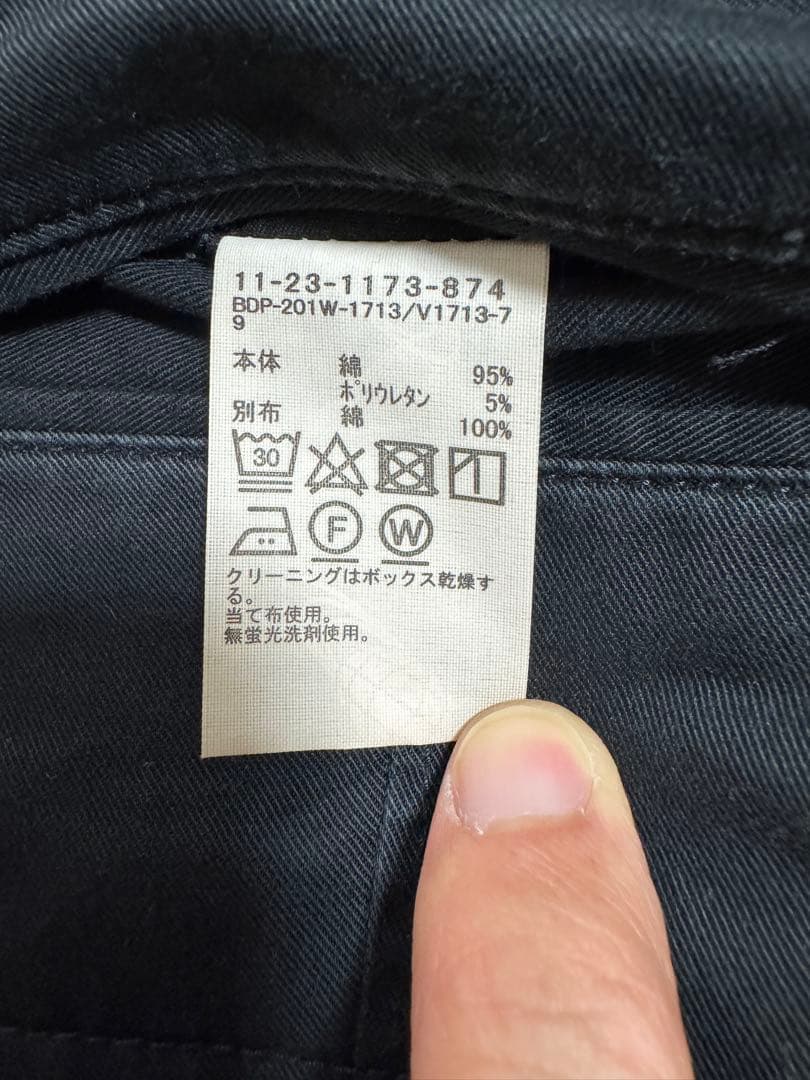 11-23-1173-874
BDP-201W-1713/V1713-7
9
本体 綿 95%
ポリウレタン 5%
別布 綿 100%
30
F W
クリーニングはボックス乾燥す
る。
当て布使用。
無蛍光洗剤使用。